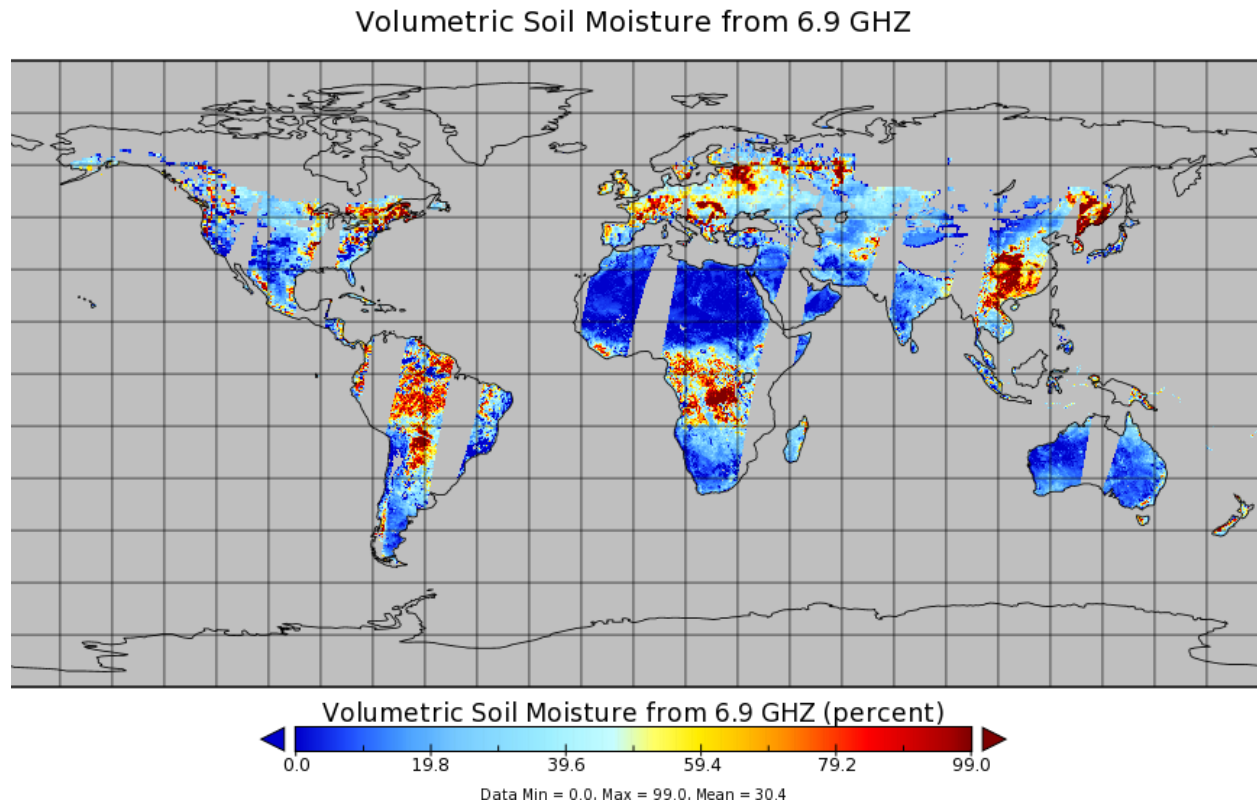 Volumetric Soil Moisture from 6.9 GHZ
Volumetric Soil Moisture from 6.9 GHZ (percent)
0.0 19.8 39.6 59.4 79.2 99.0
Data Min = 0.0, Max = 99.0, Mean = 30.4